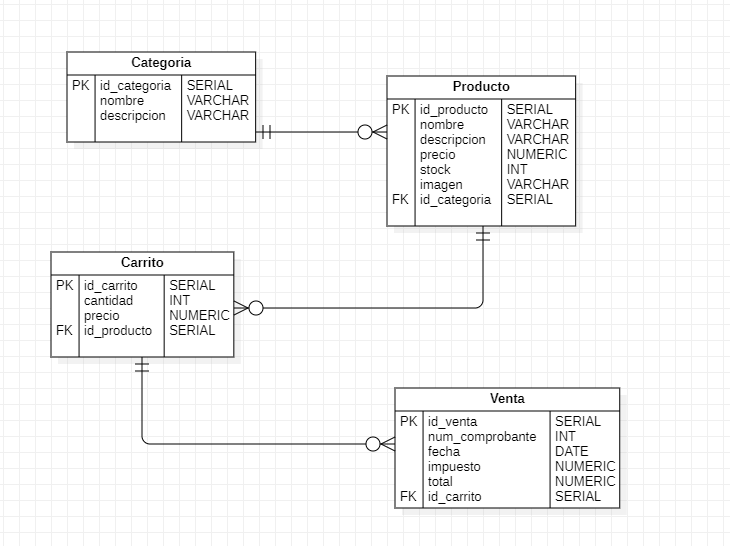 Categoria
PK id_categoria SERIAL
nombre VARCHAR
descripcion VARCHAR
Producto
PK id_producto SERIAL
nombre VARCHAR
descripcion VARCHAR
precio NUMERIC
stock INT
imagen VARCHAR
FK id_categoria SERIAL
Carrito
PK id_carrito SERIAL
cantidad INT
precio NUMERIC
FK id_producto SERIAL
Venta
PK id_venta SERIAL
num_comprobante INT
fecha DATE
impuesto NUMERIC
total NUMERIC
FK id_carrito SERIAL